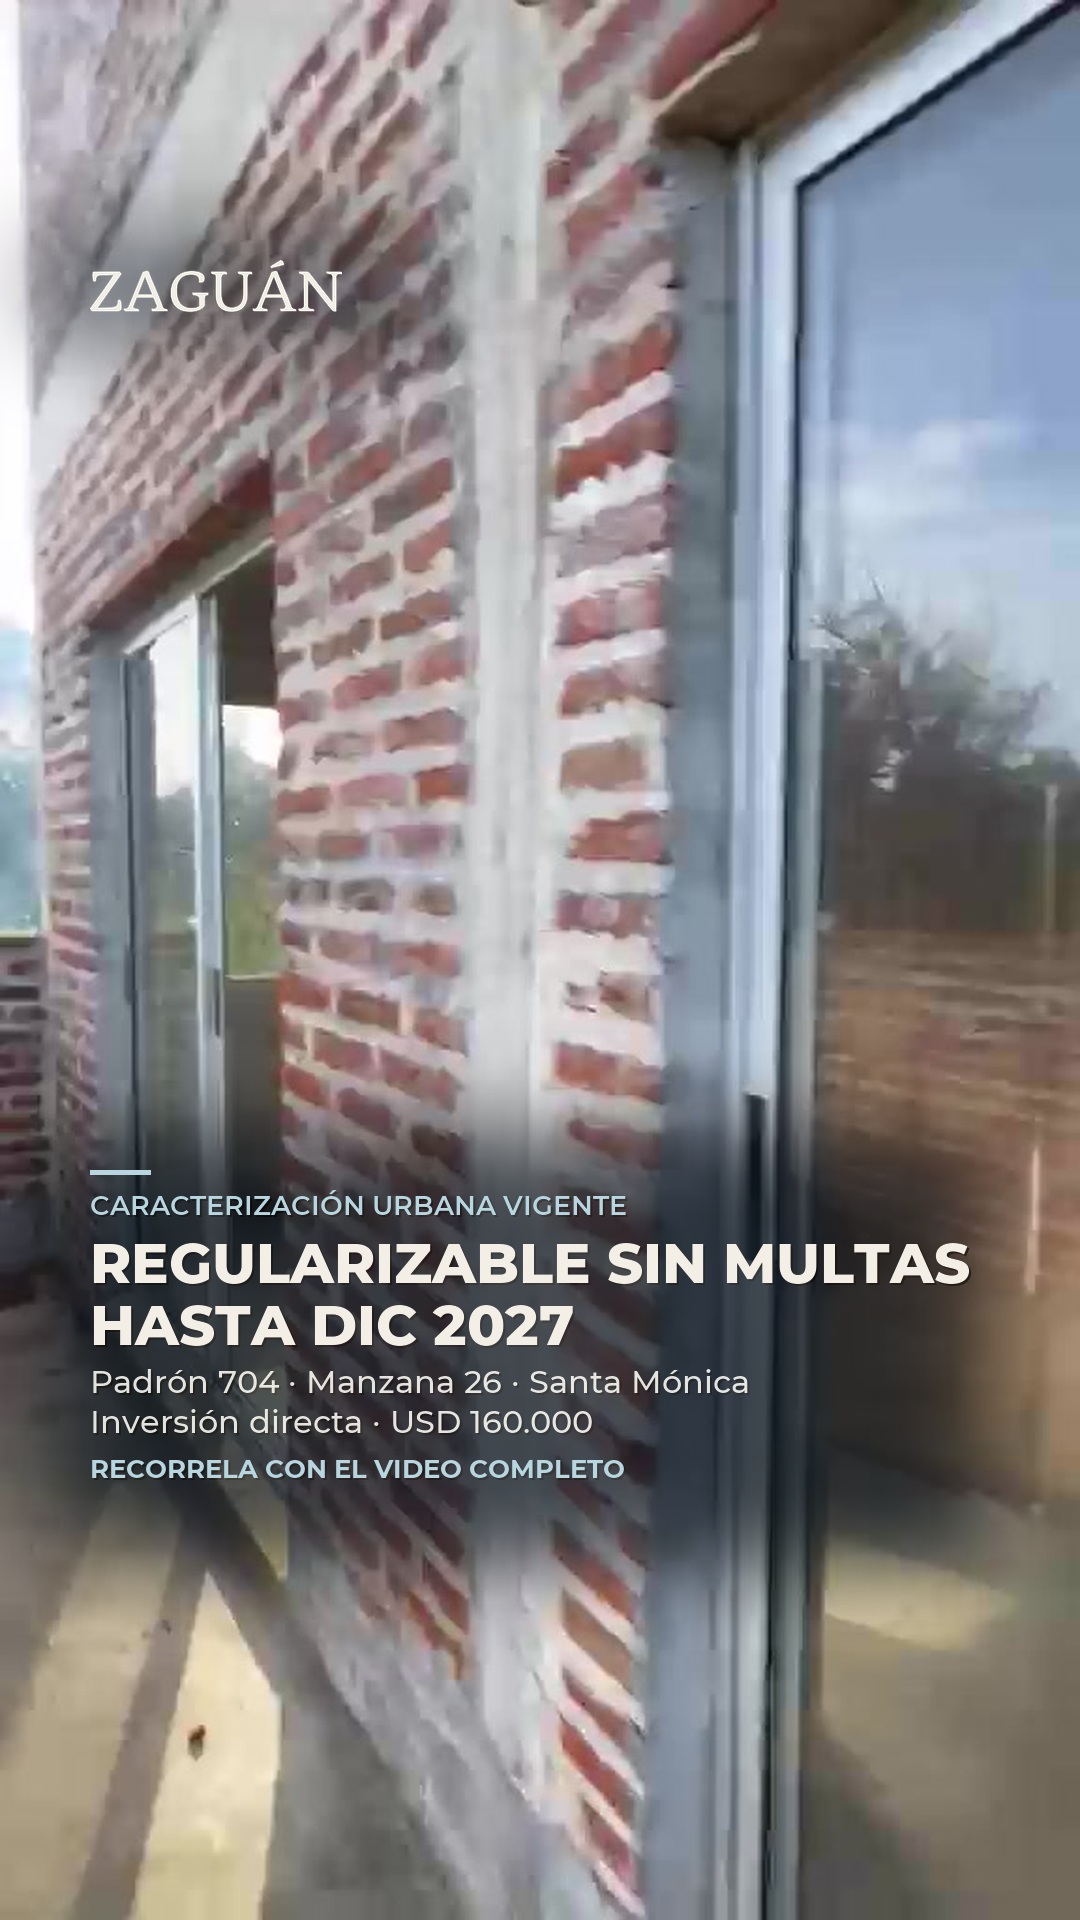 ZAGUÁN
CARACTERIZACIÓN URBANA VIGENTE
REGULARIZABLE SIN MULTAS
HASTA DIC 2027
Padrón 704 · Manzana 26 · Santa Mónica
Inversión directa · USD 160.000
RECORRELA CON EL VIDEO COMPLETO